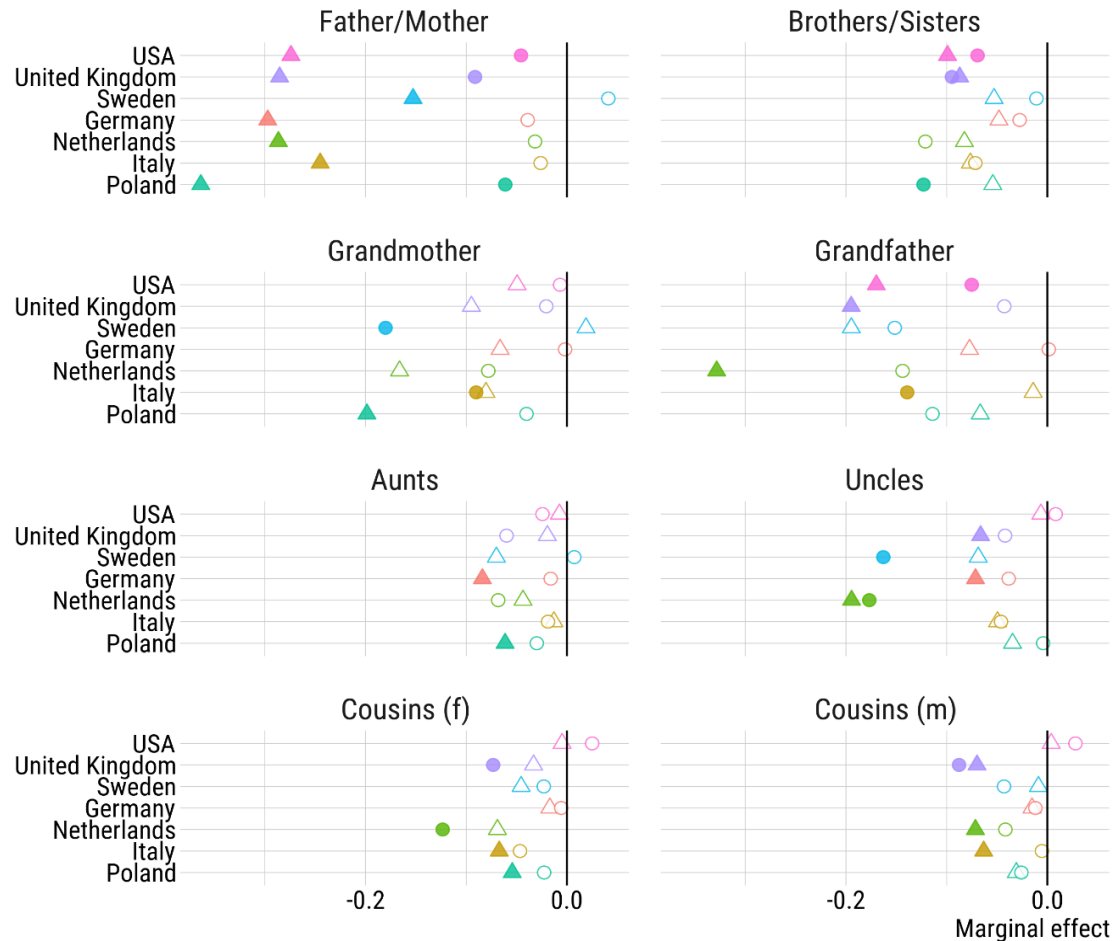 Father/Mother
Brothers/Sisters
USA
United Kingdom
Sweden
Germany
Netherlands
Italy
Poland
Grandmother
Grandfather
USA
United Kingdom
Sweden
Germany
Netherlands
Italy
Poland
Aunts
Uncles
USA
United Kingdom
Sweden
Germany
Netherlands
Italy
Poland
Cousins (f)
Cousins (m)
USA
United Kingdom
Sweden
Germany
Netherlands
Italy
Poland
-0.2 0.0 -0.2 0.0
Marginal effect